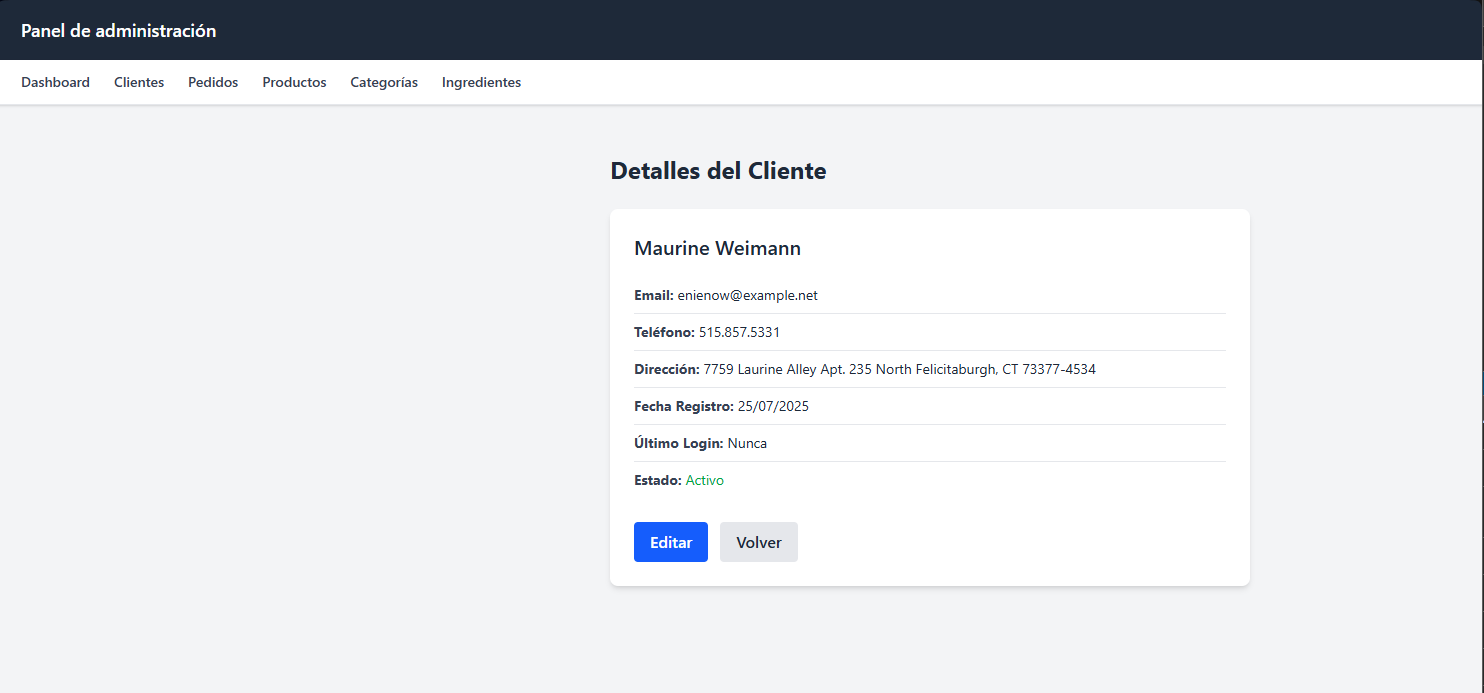 Panel de administración
Dashboard Clientes Pedidos Productos Categorías Ingredientes
Detalles del Cliente
Maurine Weimann
Email: enienow@example.net
Teléfono: 515.857.5331
Dirección: 7759 Laurine Alley Apt. 235 North Felicitaburgh, CT 73377-4534
Fecha Registro: 25/07/2025
Último Login: Nunca
Estado: Activo
Editar Volver